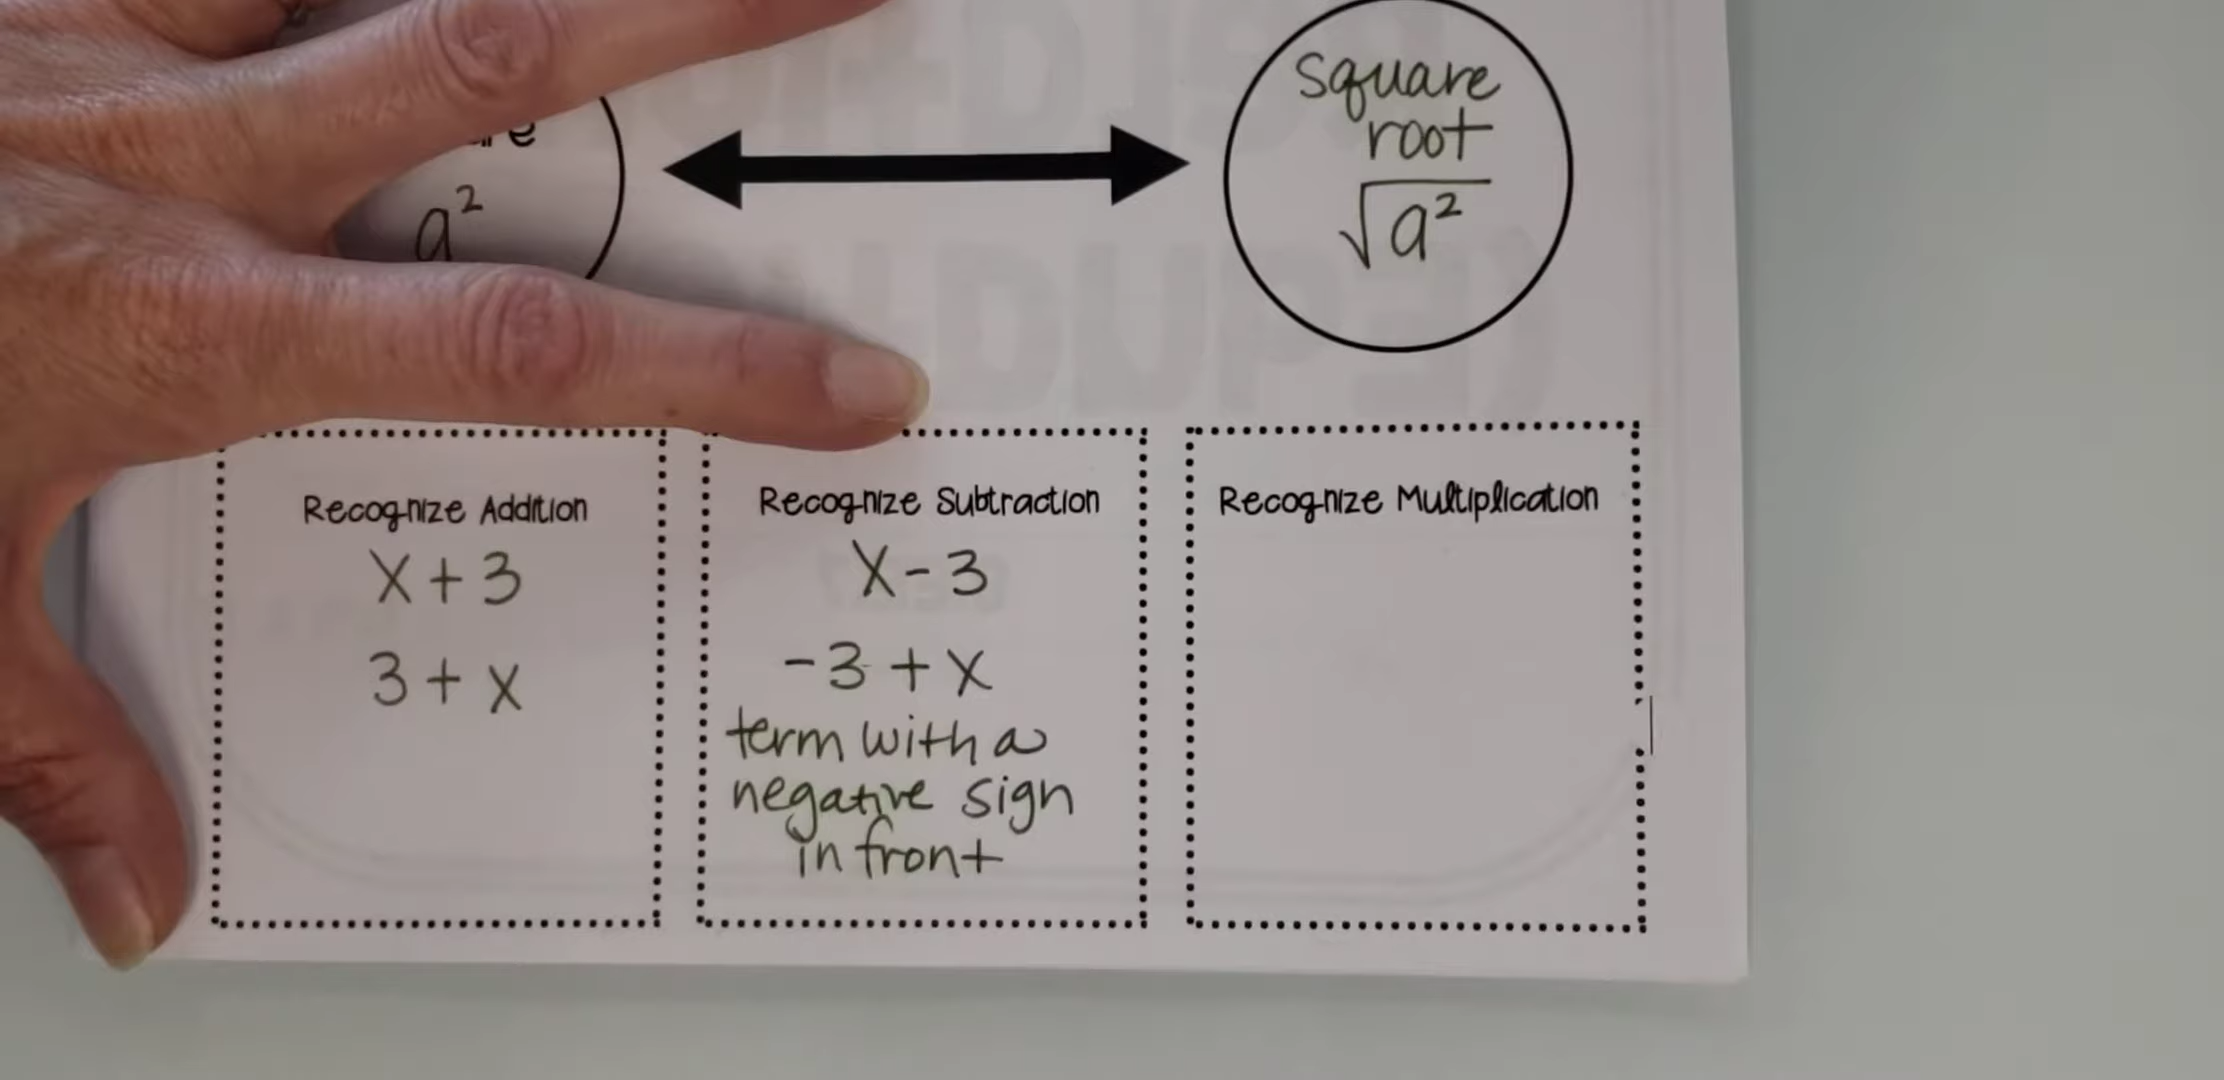 a²
square
root
√a²
Recognize Addition
x+3
3+x
Recognize Subtraction
x-3
-3+x
term with a
negative sign
in front
Recognize Multiplication